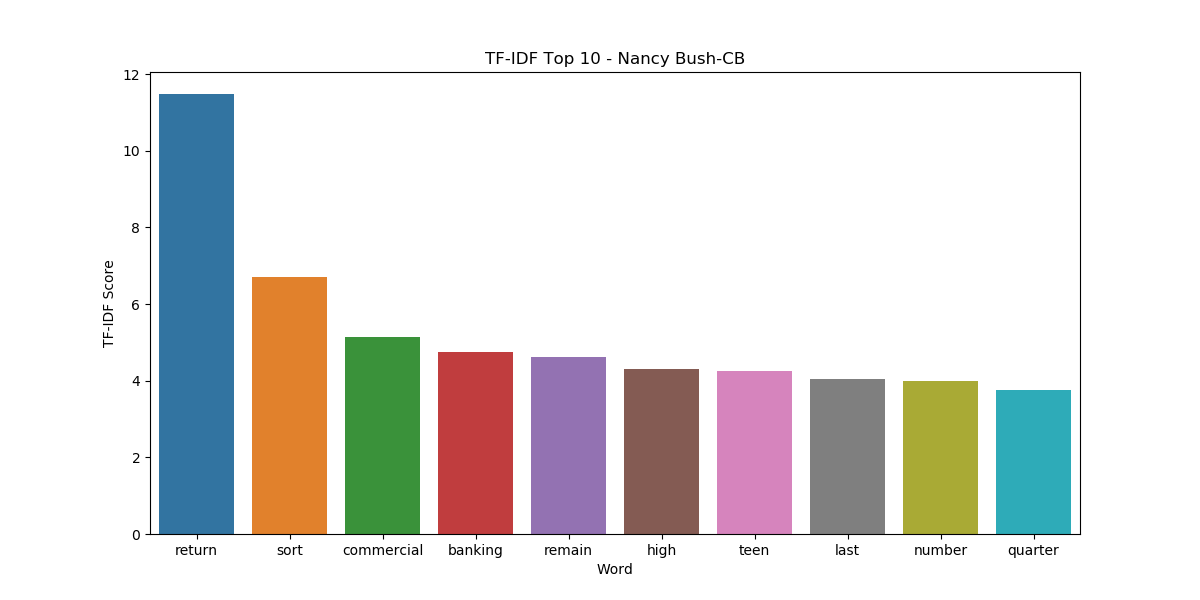 TF-IDF Top 10 - Nancy Bush-CB
12
10
8
6
4
2
0
TF-IDF Score
return sort commercial banking remain high teen last number quarter
Word